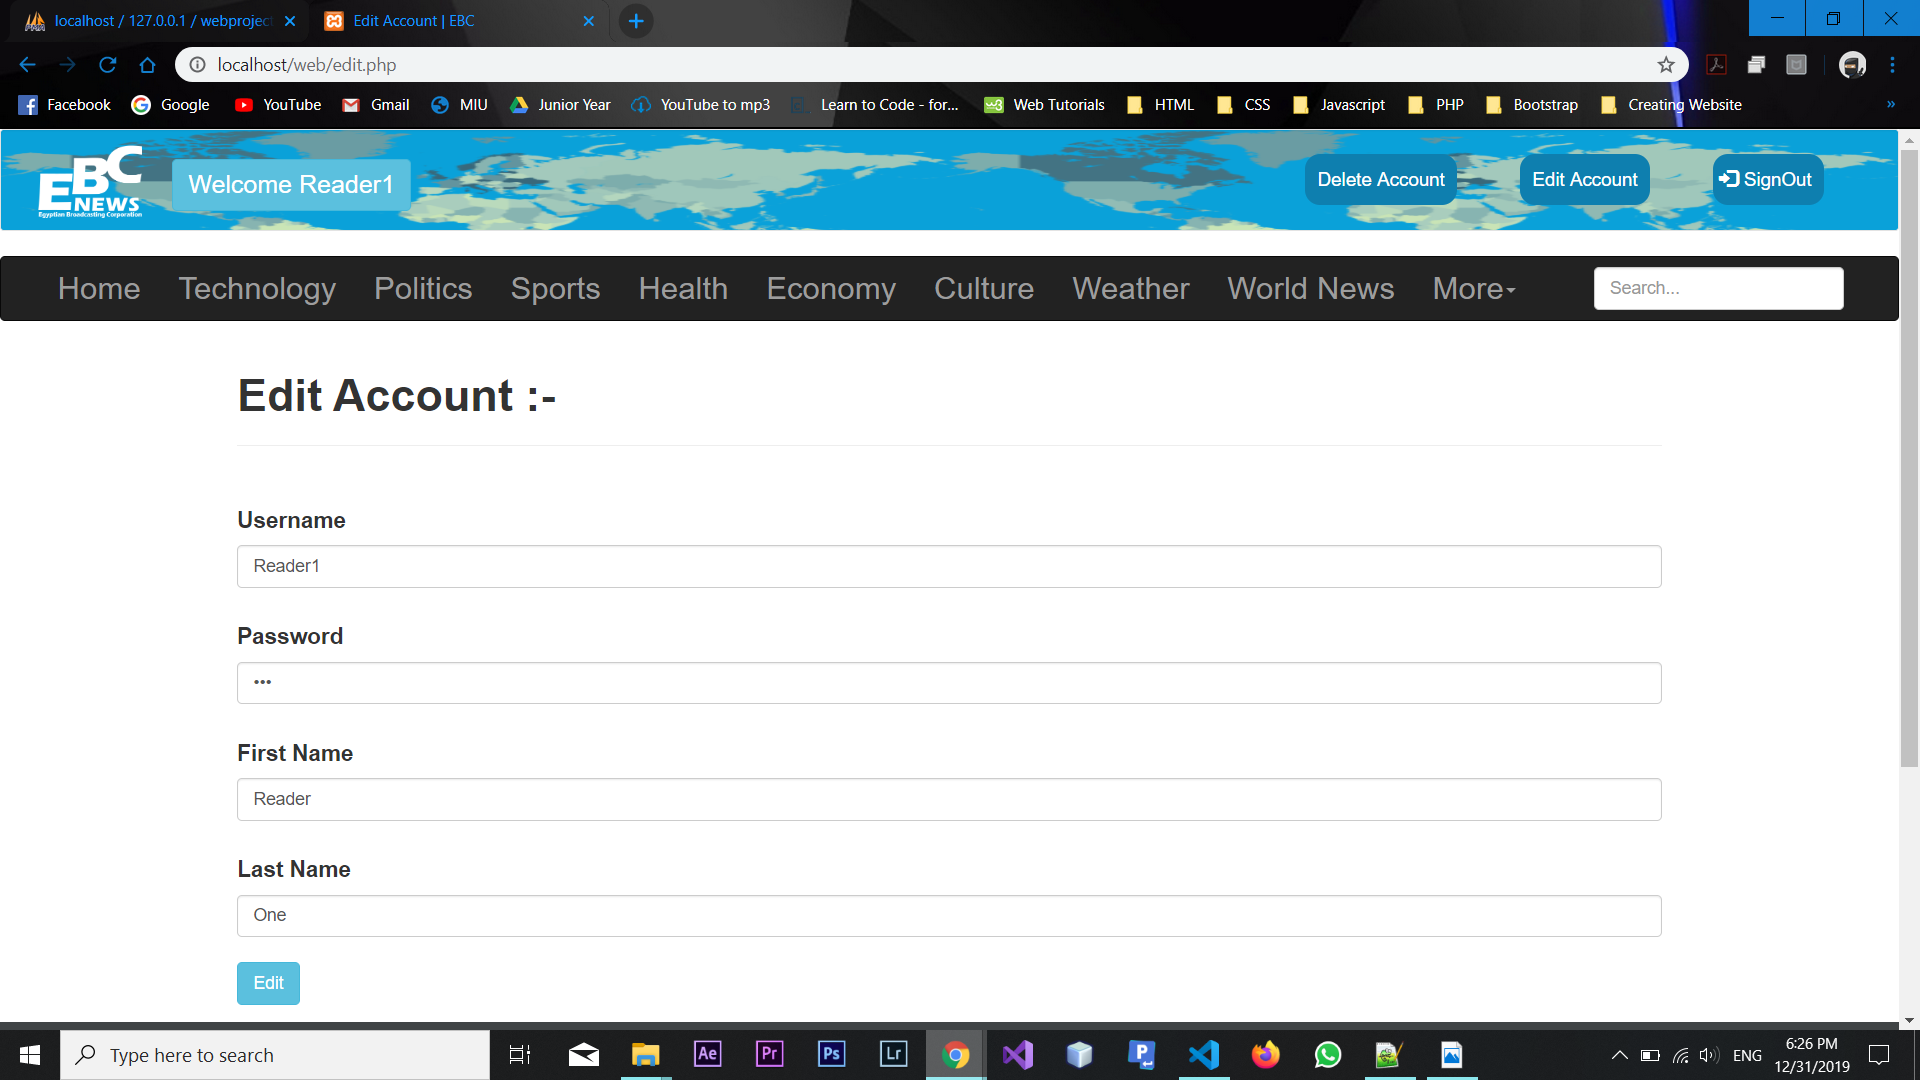 localhost / 127.0.0.1 / webproject
Edit Account | EBC
localhost/web/edit.php
Facebook
Google
YouTube
Gmail
MIU
Junior Year
YouTube to mp3
Learn to Code - for...
Web Tutorials
HTML
CSS
Javascript
PHP
Bootstrap
Creating Website
»
EBC
NEWS
Egyptian Broadcasting Corporation
Welcome Reader1
Delete Account
Edit Account
SignOut
Home
Technology
Politics
Sports
Health
Economy
Culture
Weather
World News
More
Search...
Edit Account :-
Username
Reader1
Password
•••
First Name
Reader
Last Name
One
Edit
Type here to search
Ae
Pr
Ps
Lr
ENG
6:26 PM
12/31/2019